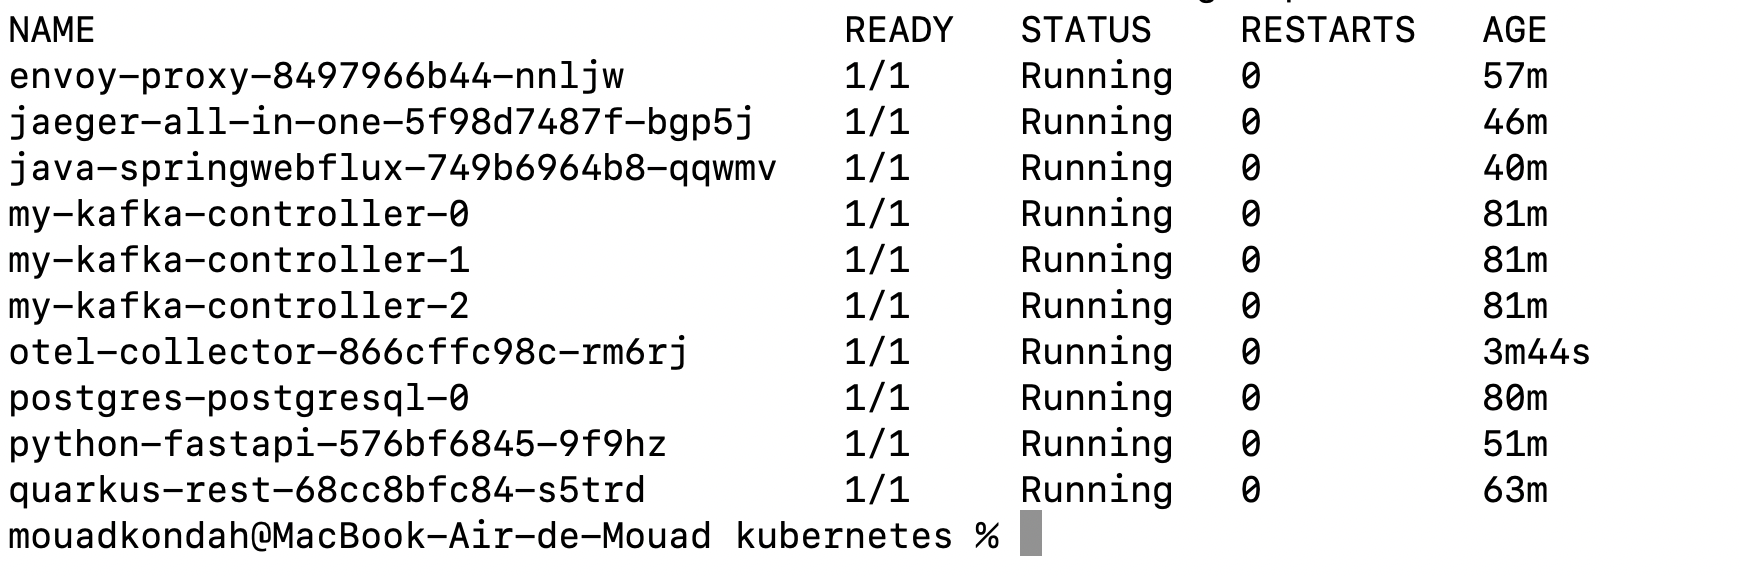 NAME READY STATUS RESTARTS AGE
envoy-proxy-8497966b44-nnljw 1/1 Running 0 57m
jaeger-all-in-one-5f98d7487f-bgp5j 1/1 Running 0 46m
java-springwebflux-749b6964b8-qqwmv 1/1 Running 0 40m
my-kafka-controller-0 1/1 Running 0 81m
my-kafka-controller-1 1/1 Running 0 81m
my-kafka-controller-2 1/1 Running 0 81m
otel-collector-866cffc98c-rm6rj 1/1 Running 0 3m44s
postgres-postgresql-0 1/1 Running 0 80m
python-fastapi-576bf6845-9f9hz 1/1 Running 0 51m
quarkus-rest-68cc8bfc84-s5trd 1/1 Running 0 63m
mouadkondah@MacBook-Air-de-Mouad kubernetes %